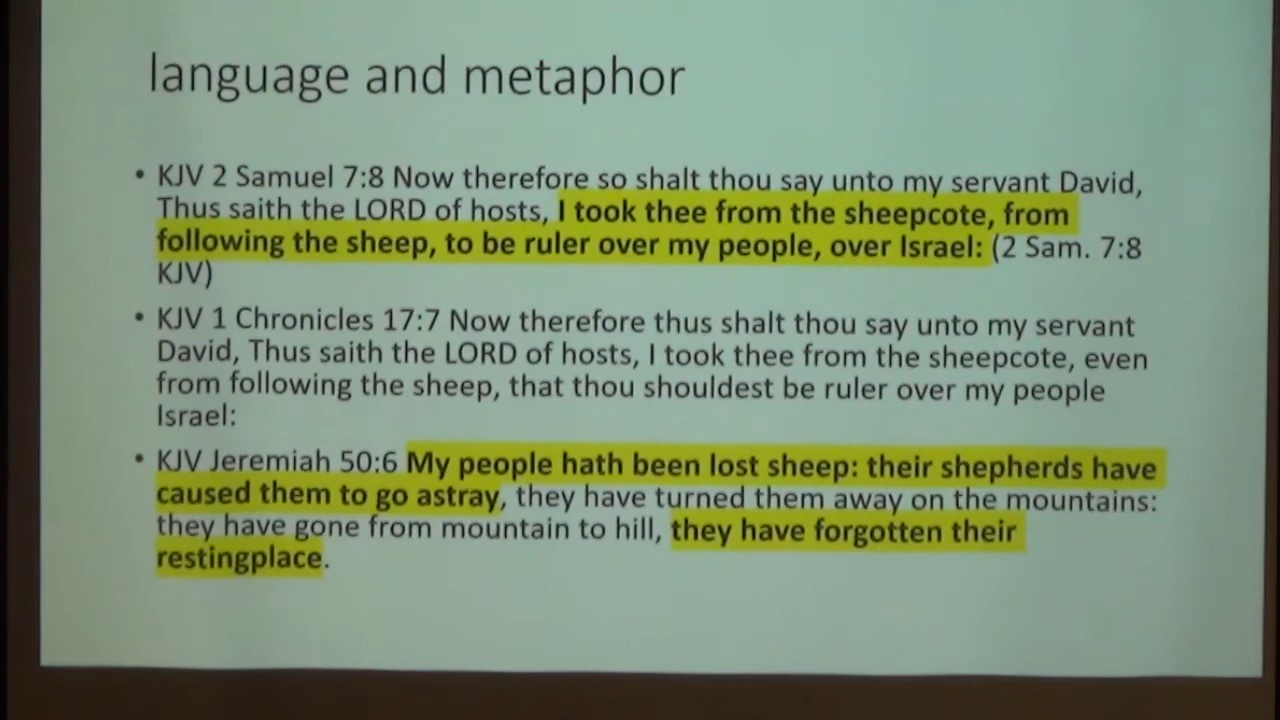 language and metaphor
• KJV 2 Samuel 7:8 Now therefore so shalt thou say unto my servant David,
Thus saith the LORD of hosts, I took thee from the sheepcote, from
following the sheep, to be ruler over my people, over Israel: (2 Sam. 7:8
KJV)
• KJV 1 Chronicles 17:7 Now therefore thus shalt thou say unto my servant
David, Thus saith the LORD of hosts, I took thee from the sheepcote, even
from following the sheep, that thou shouldest be ruler over my people
Israel:
• KJV Jeremiah 50:6 My people hath been lost sheep: their shepherds have
caused them to go astray, they have turned them away on the mountains:
they have gone from mountain to hill, they have forgotten their
restingplace.